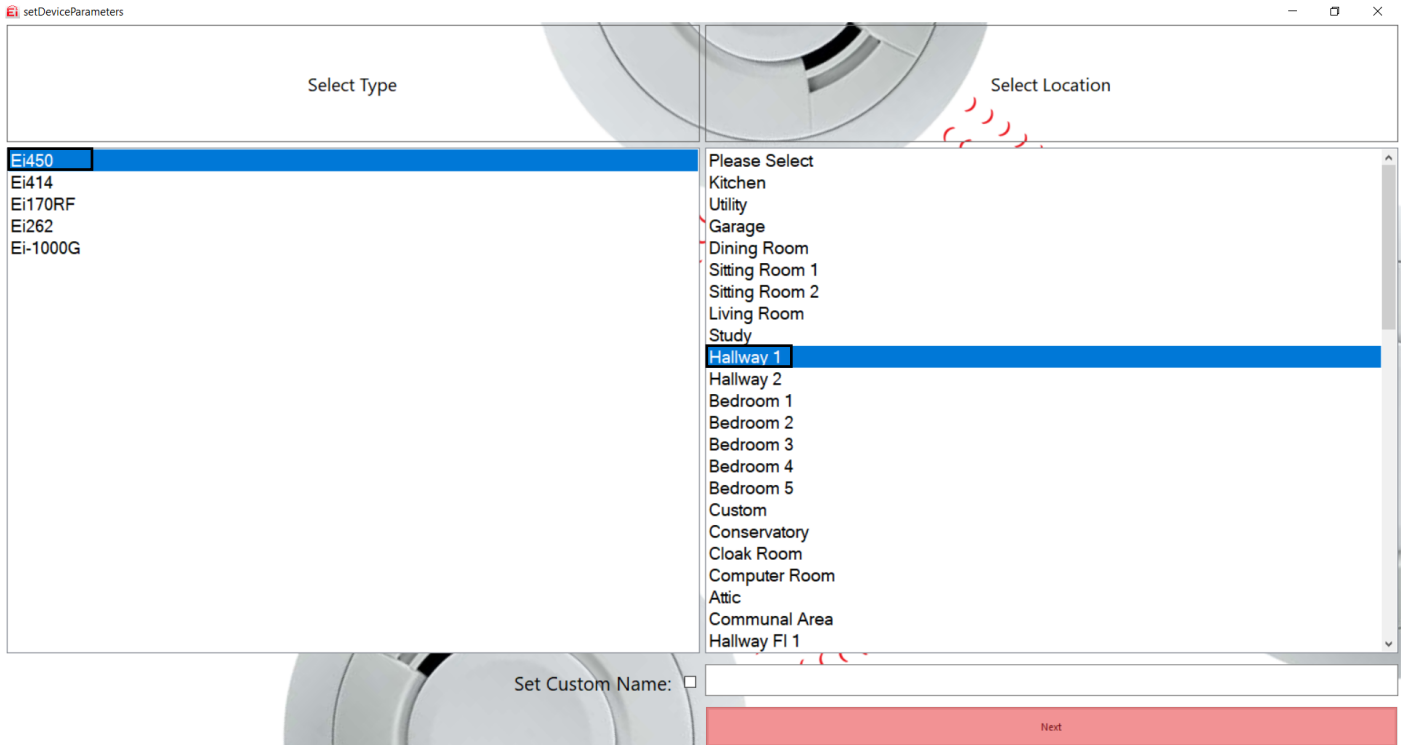 Ei setDeviceParameters
Select Type
Select Location
Ei450
Ei414
Ei170RF
Ei262
Ei-1000G
Please Select
Kitchen
Utility
Garage
Dining Room
Sitting Room 1
Sitting Room 2
Living Room
Study
Hallway 1
Hallway 2
Bedroom 1
Bedroom 2
Bedroom 3
Bedroom 4
Bedroom 5
Custom
Conservatory
Cloak Room
Computer Room
Attic
Communal Area
Hallway Fl 1
Set Custom Name:
Next